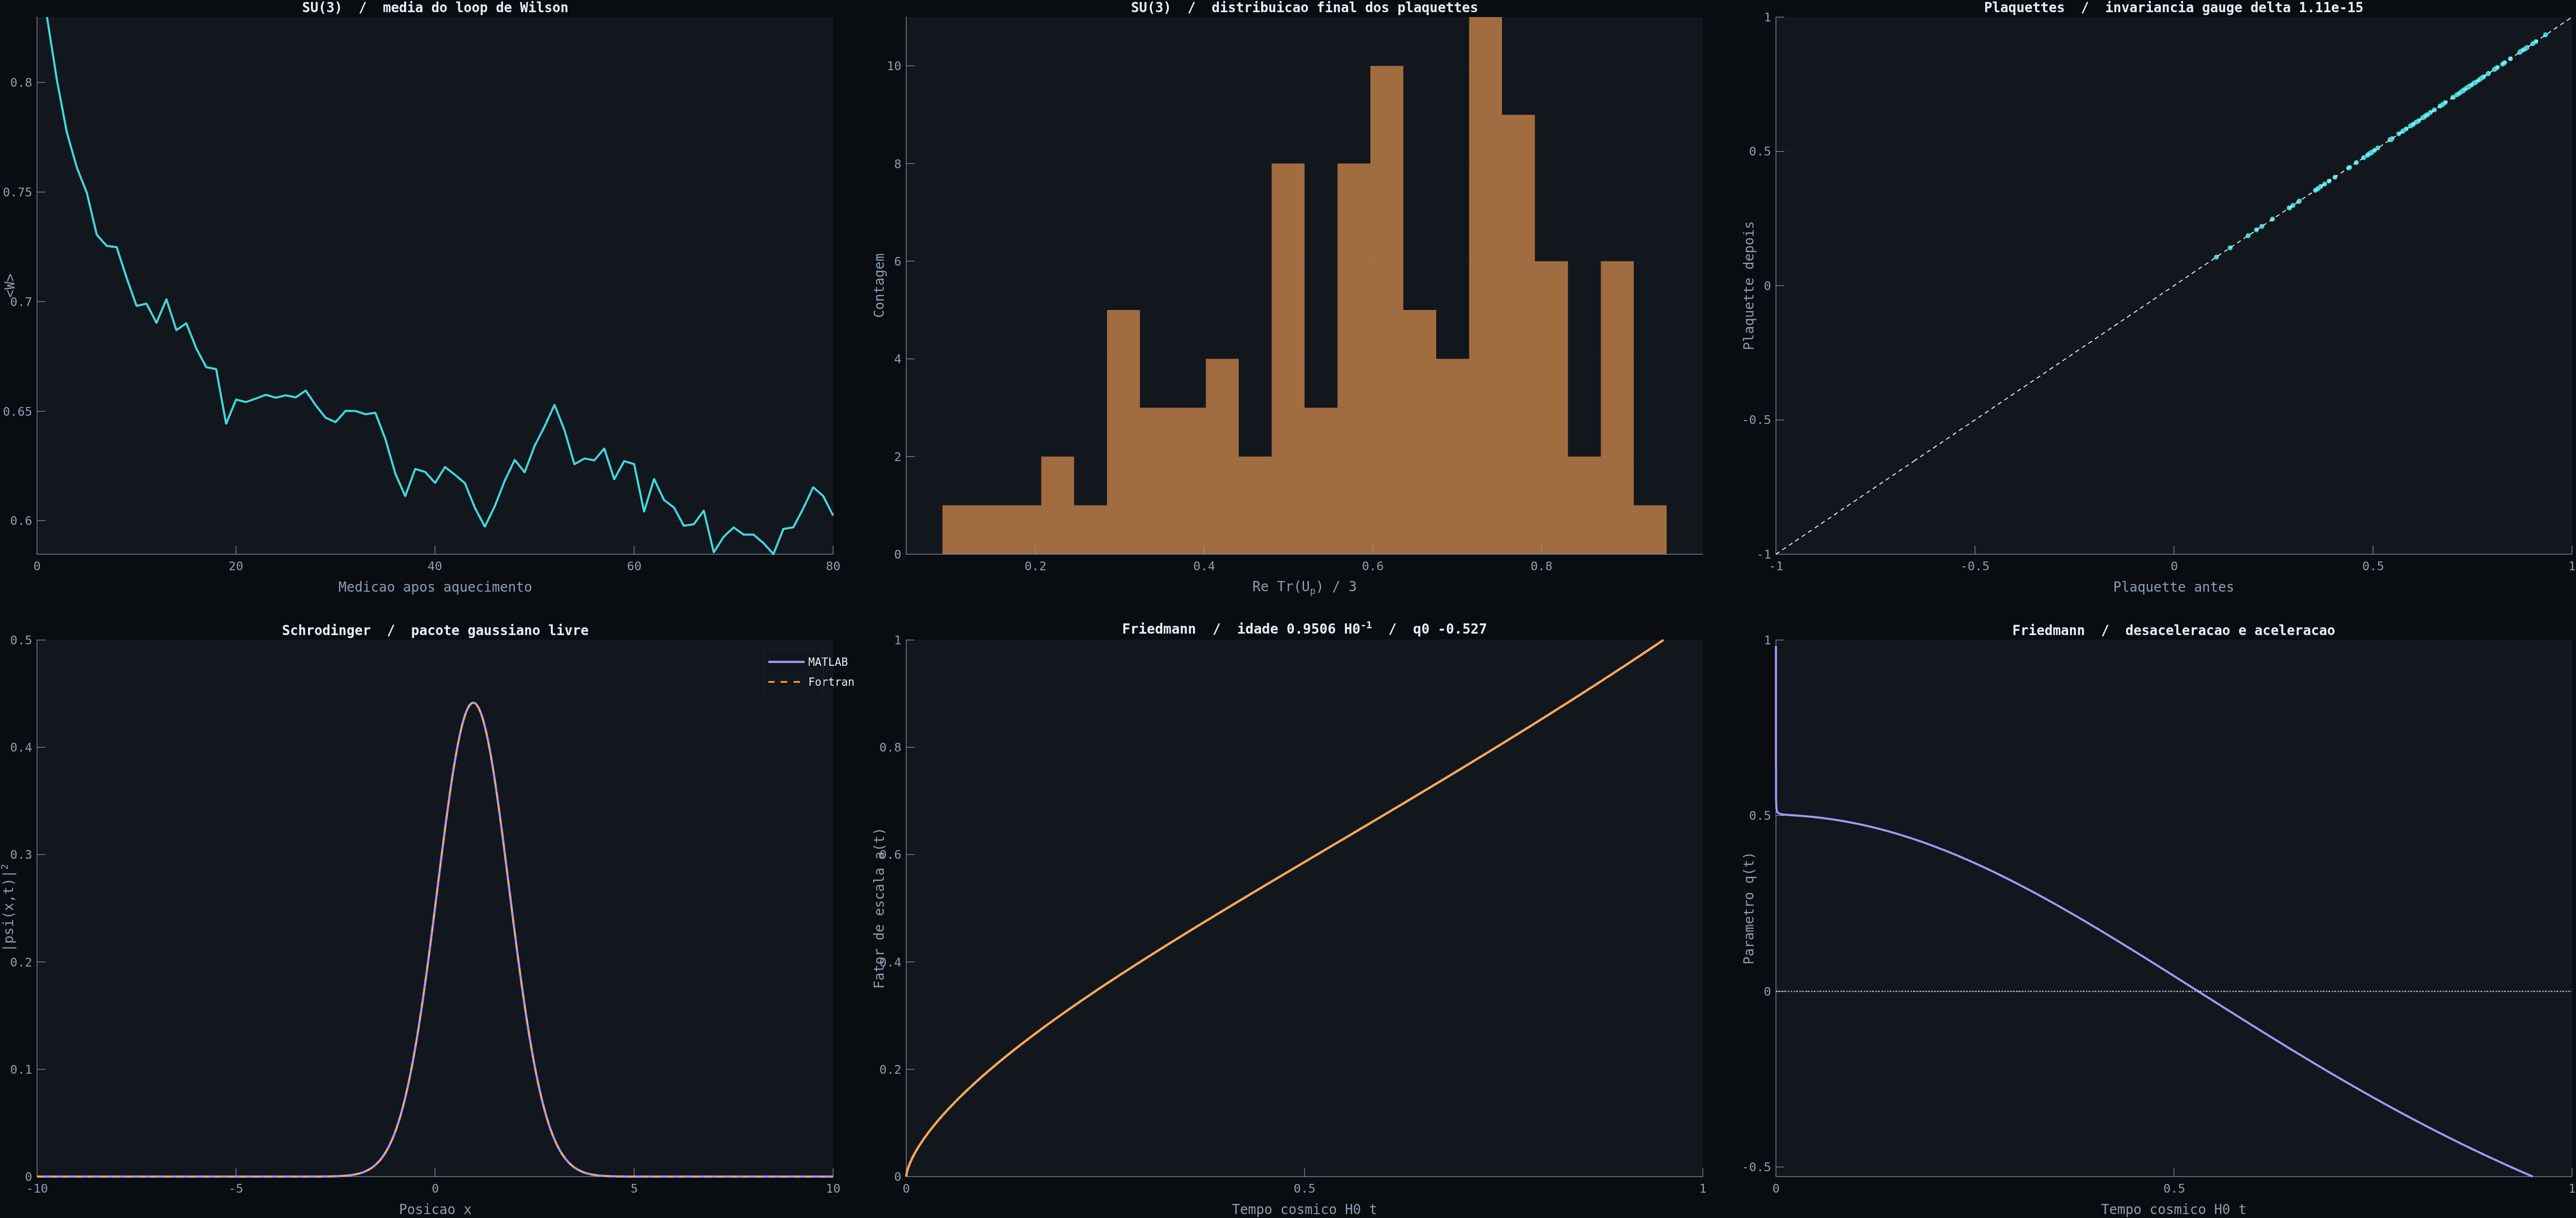 SU(3)  /  media do loop de Wilson
<W>
0.8
0.75
0.7
0.65
0.6
0
20
40
60
80
Medicao apos aquecimento
SU(3)  /  distribuicao final dos plaquettes
Contagem
10
8
6
4
2
0
0.2
0.4
0.6
0.8
Re Tr(Uₚ) / 3
Plaquettes  /  invariancia gauge delta 1.11e-15
Plaquette depois
1
0.5
0
-0.5
-1
-1
-0.5
0
0.5
1
Plaquette antes
Schrodinger  /  pacote gaussiano livre
|psi(x,t)|²
0.5
0.4
0.3
0.2
0.1
0
MATLAB
Fortran
-10
-5
0
5
10
Posicao x
Friedmann  /  idade 0.9506 H0⁻¹  /  q0 -0.527
Fator de escala a(t)
1
0.8
0.6
0.4
0.2
0
0
0.5
1
Tempo cosmico H0 t
Friedmann  /  desaceleracao e aceleracao
Parametro q(t)
1
0.5
0
-0.5
0
0.5
1
Tempo cosmico H0 t